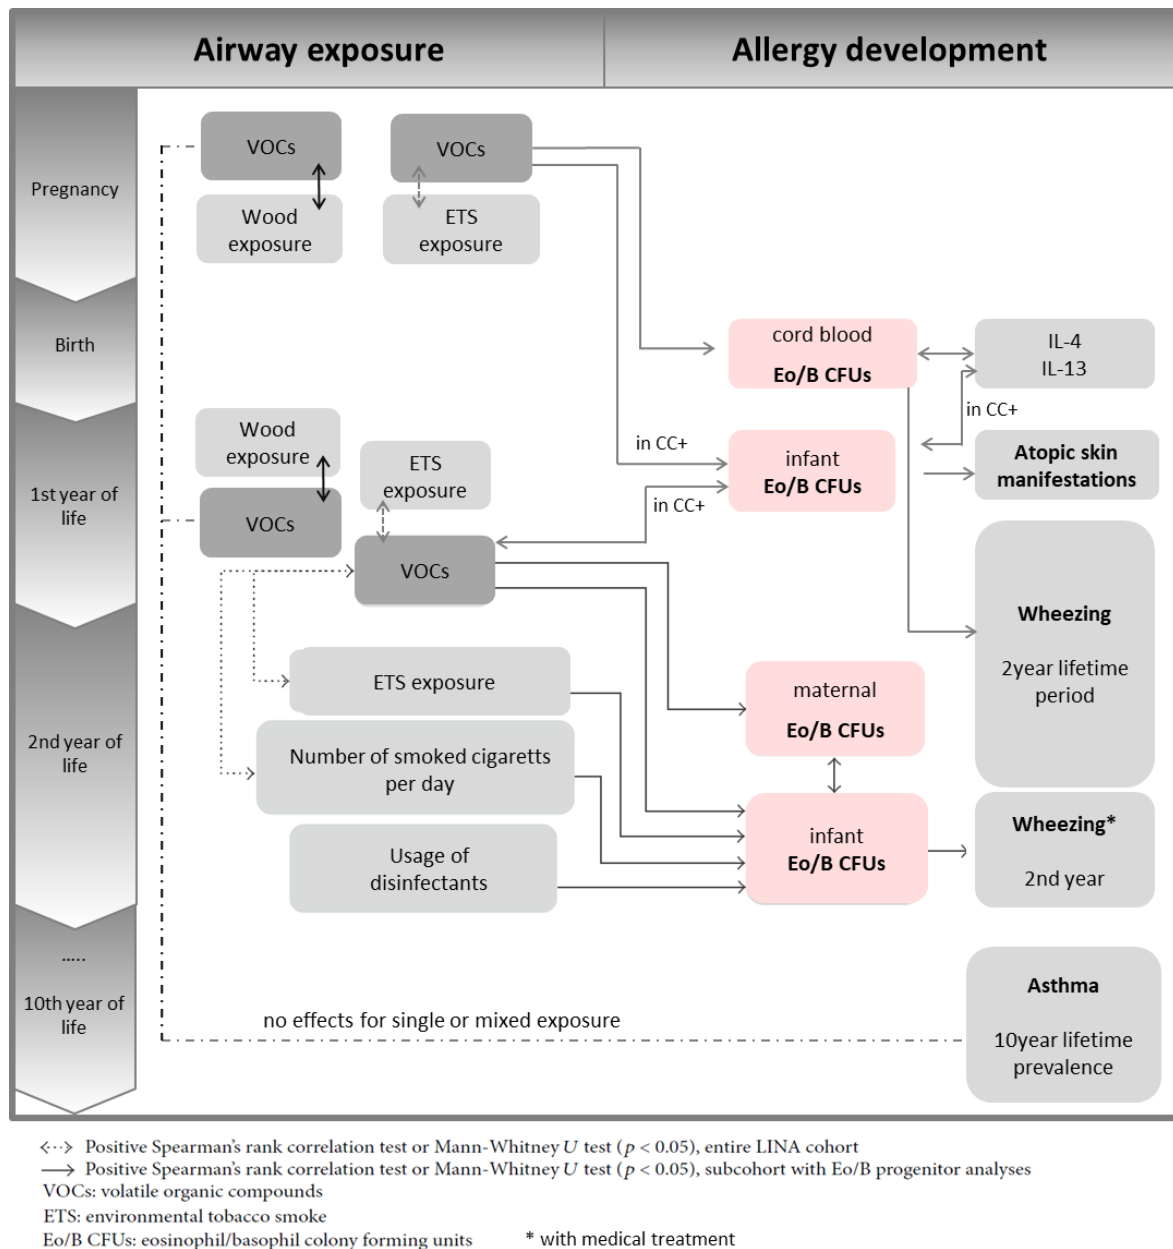 Airway exposure
Allergy development
Pregnancy
VOCs
VOCs
Wood
exposure
ETS
exposure
Birth
cord blood
Eo/B CFUs
IL-4
IL-13
in CC+
1st year of
life
Wood
exposure
ETS
exposure
in CC+
infant
Eo/B CFUs
Atopic skin
manifestations
in CC+
VOCs
VOCs
Wheezing
2year lifetime
period
2nd year of
life
ETS exposure
maternal
Eo/B CFUs
Number of smoked cigaretts
per day
Usage of
disinfectants
infant
Eo/B CFUs
Wheezing*
2nd year
.....
10th year of
life
no effects for single or mixed exposure
Asthma
10year lifetime
prevalence
Positive Spearman's rank correlation test or Mann-Whitney U test (p < 0.05), entire LINA cohort
Positive Spearman's rank correlation test or Mann-Whitney U test (p < 0.05), subcohort with Eo/B progenitor analyses
VOCs: volatile organic compounds
ETS: environmental tobacco smoke
Eo/B CFUs: eosinophil/basophil colony forming units * with medical treatment